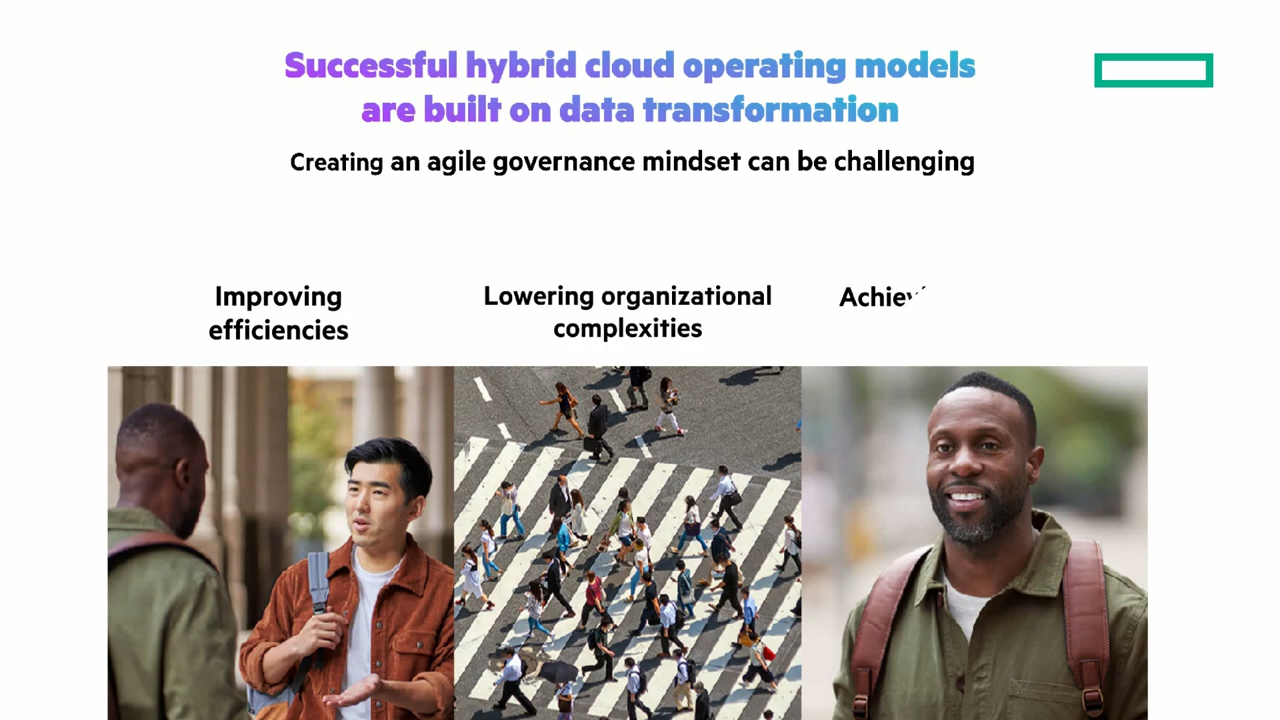 Successful hybrid cloud operating models
are built on data transformation
Creating an agile governance mindset can be challenging
Improving
efficiencies
Lowering organizational
complexities